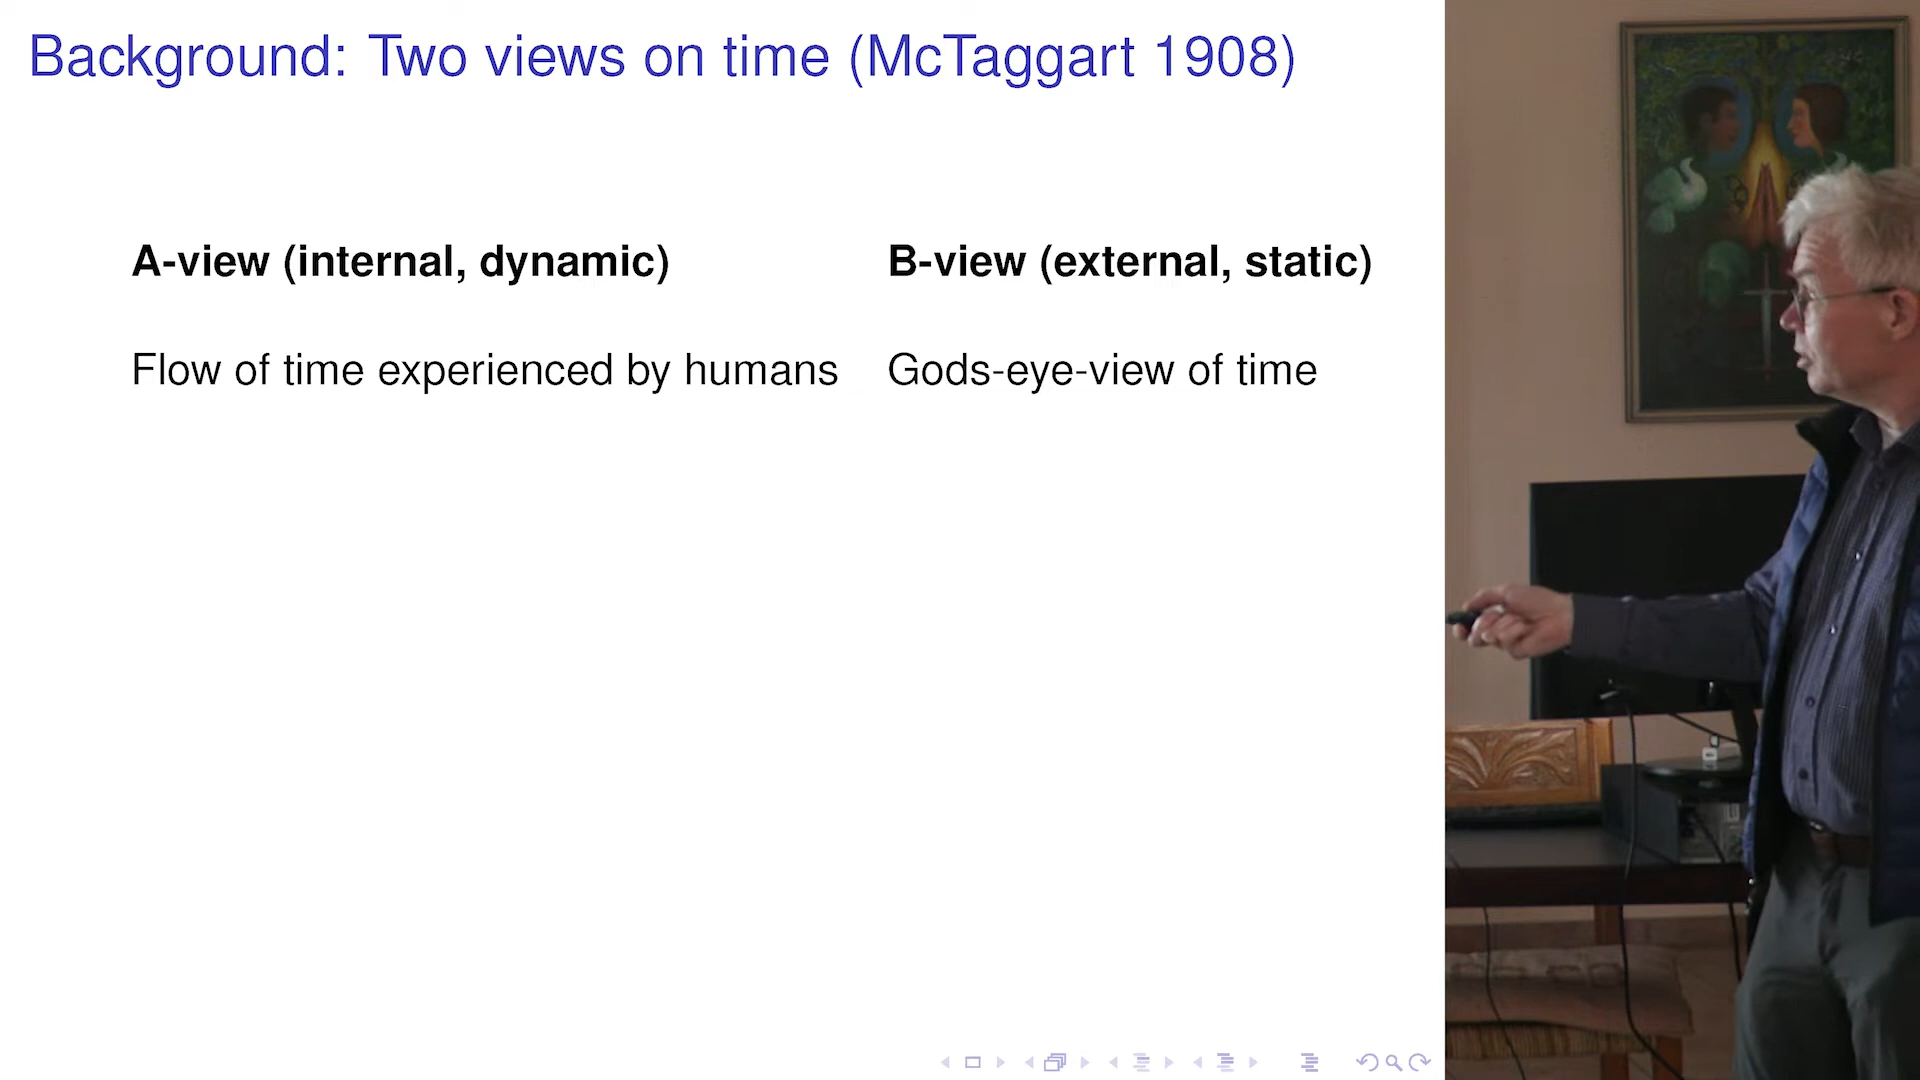 Background: Two views on time (McTaggart 1908)
A-view (internal, dynamic)
B-view (external, static)
Flow of time experienced by humans
Gods-eye-view of time